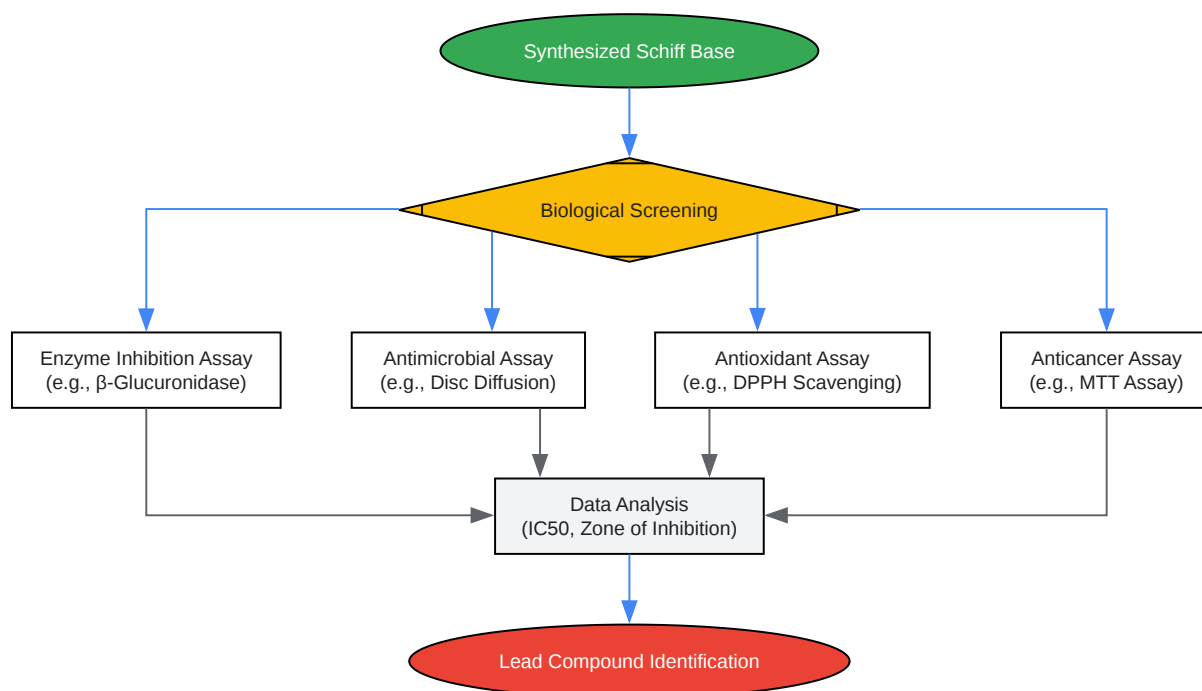 Synthesized Schiff Base
Biological Screening
Enzyme Inhibition Assay
(e.g., β-Glucuronidase)
Antimicrobial Assay
(e.g., Disc Diffusion)
Antioxidant Assay
(e.g., DPPH Scavenging)
Anticancer Assay
(e.g., MTT Assay)
Data Analysis
(IC50, Zone of Inhibition)
Lead Compound Identification